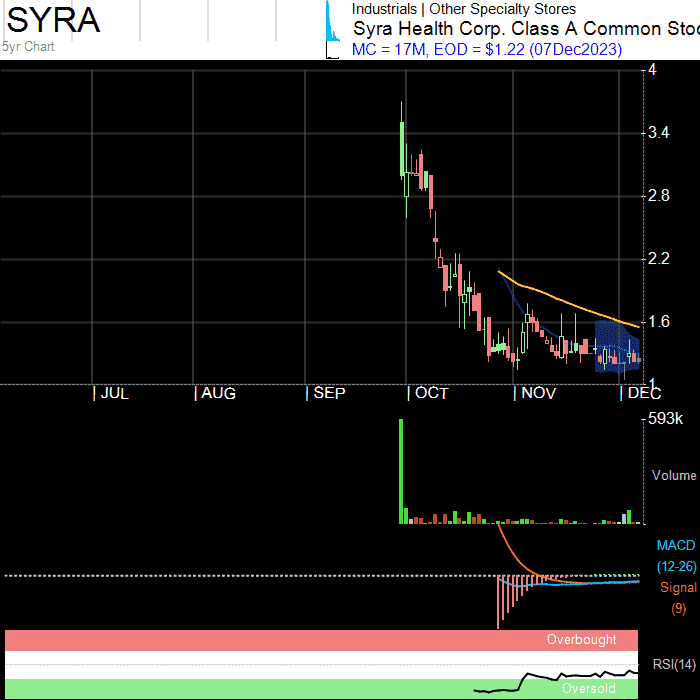 SYRA
5yr Chart
Industrials | Other Specialty Stores
Syra Health Corp. Class A Common Stoc
MC = 17M, EOD = $1.22 (07Dec2023)
4
3.4
2.8
2.2
1.6
1
JUL AUG SEP OCT NOV DEC
593k
Volume
MACD
(12-26)
Signal
(9)
Overbought
RSI(14)
Oversold